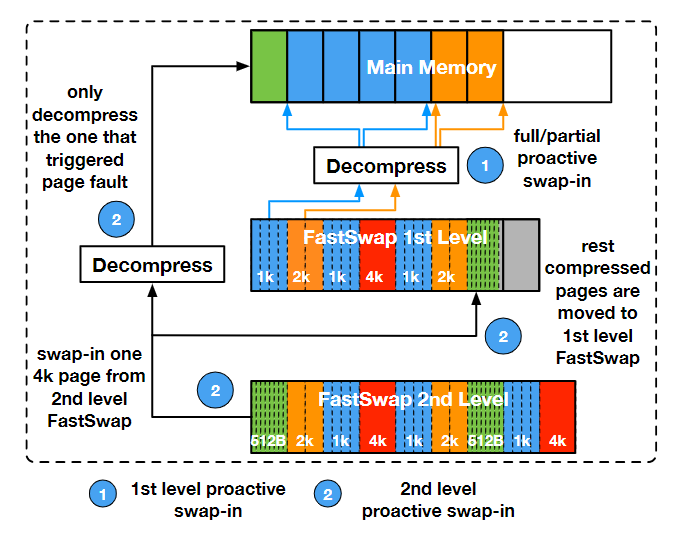 Main Memory
only
decompress
the one that
triggered
page fault
2
Decompress
Decompress
1
full/partial
proactive
swap-in
FastSwap 1st Level
1k 2k 1k 4k 1k 2k
rest
compressed
pages are
moved to
1st level
FastSwap
2
swap-in one
4k page from
2nd level
FastSwap
2
FastSwap 2nd Level
512B 2k 1k 4k 1k 2k 512B 1k 4k
1
1st level proactive
swap-in
2
2nd level
proactive swap-in